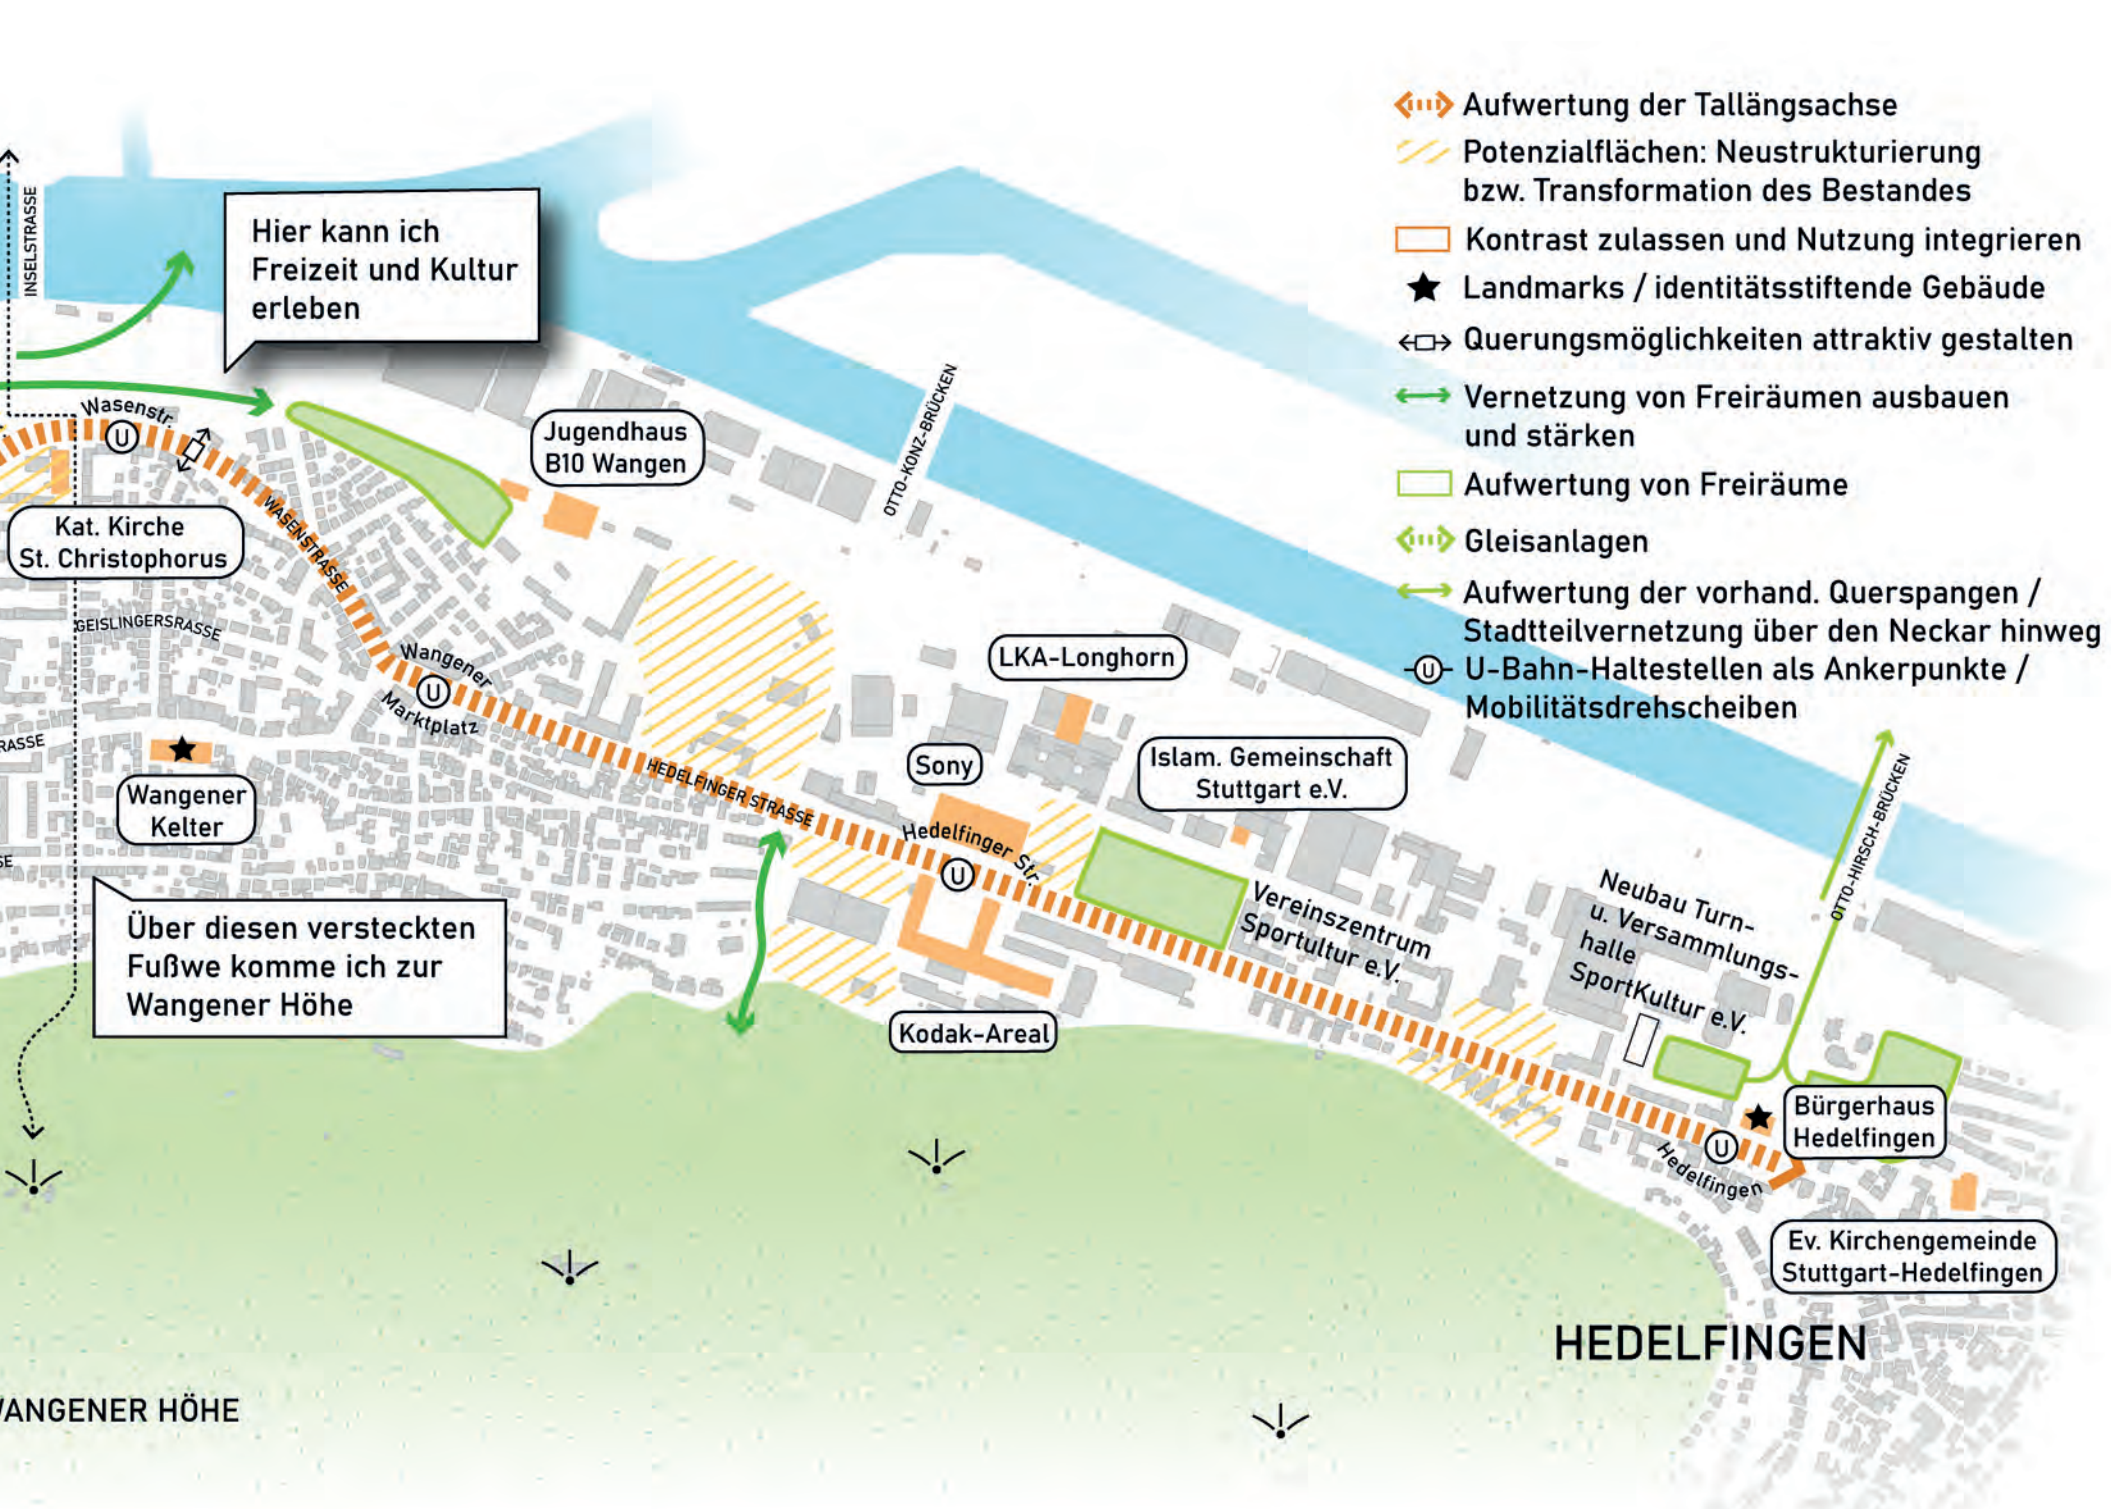 Aufwertung der Tallängsachse
Potenzialflächen: Neustrukturierung
bzw. Transformation des Bestandes
Kontrast zulassen und Nutzung integrieren
Landmarks / identitätsstiftende Gebäude
Querungsmöglichkeiten attraktiv gestalten
Vernetzung von Freiräumen ausbauen
und stärken
Aufwertung von Freiräume
Gleisanlagen
Aufwertung der vorhand. Querspangen /
Stadtteilvernetzung über den Neckar hinweg
U U-Bahn-Haltestellen als Ankerpunkte /
Mobilitätsdrehscheiben
INSELSTRASSE
Hier kann ich
Freizeit und Kultur
erleben
Wasenstr.
U
Jugendhaus
B10 Wangen
OTTO-KONZ-BRÜCKEN
Kat. Kirche
St. Christophorus
WASENSTRASSE
GEISLINGERSRASSE
Wangener
U
Marktplatz
RASSE
Wangener
Kelter
HEDELFINGER STRASSE
LKA-Longhorn
Sony
Islam. Gemeinschaft
Stuttgart e.V.
Hedelfinger Str.
U
SE
Über diesen versteckten
Fußwe komme ich zur
Wangener Höhe
Kodak-Areal
Vereinszentrum
Sportultur e.V.
Neubau Turn-
u. Versammlungs-
halle
SportKultur e.V.
OTTO-HIRSCH-BRÜCKEN
Bürgerhaus
Hedelfingen
U
Hedelfingen
Ev. Kirchengemeinde
Stuttgart-Hedelfingen
HEDELFINGEN
ANGENER HÖHE